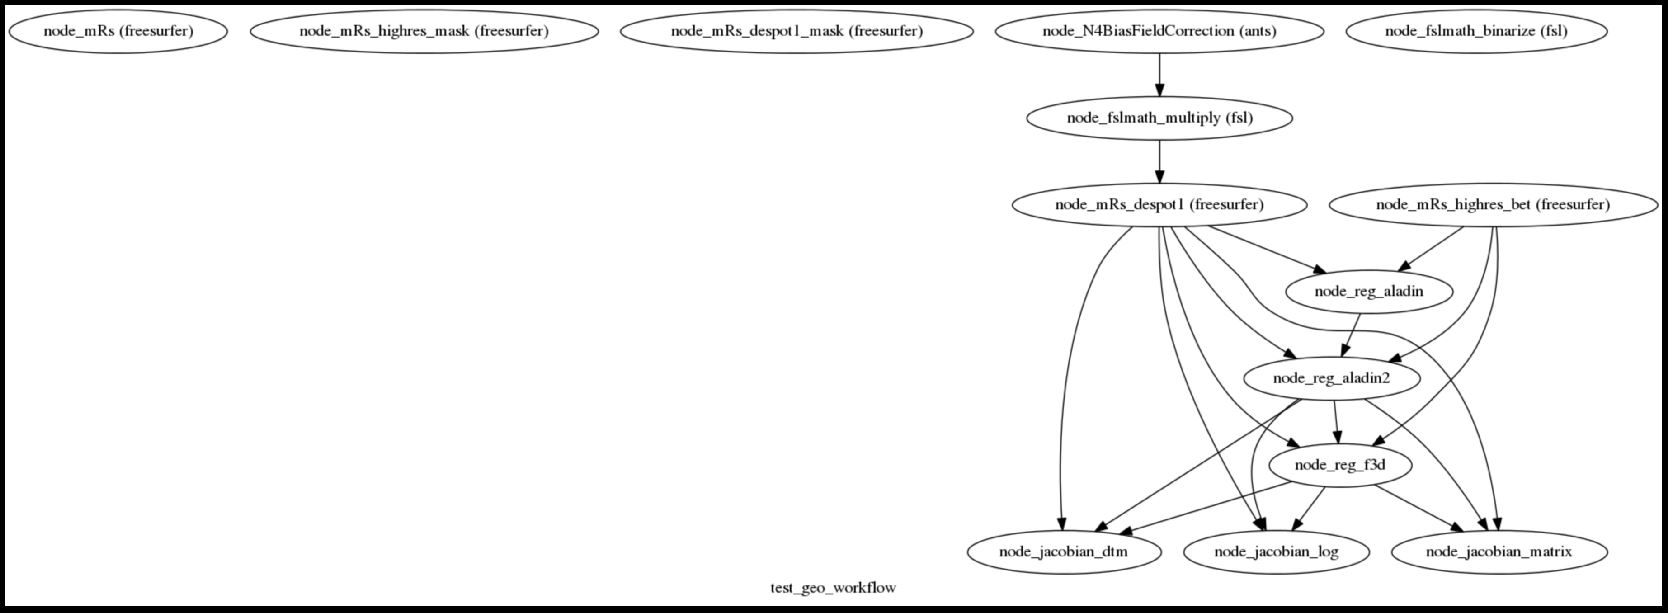 node_mRs (freesurfer)
node_mRs_highres_mask (freesurfer)
node_mRs_despot1_mask (freesurfer)
node_N4BiasFieldCorrection (ants)
node_fslmath_binarize (fsl)
node_fslmath_multiply (fsl)
node_mRs_despot1 (freesurfer)
node_mRs_highres_bet (freesurfer)
node_reg_aladin
node_reg_aladin2
node_reg_f3d
node_jacobian_dtm
node_jacobian_log
node_jacobian_matrix
test_geo_workflow